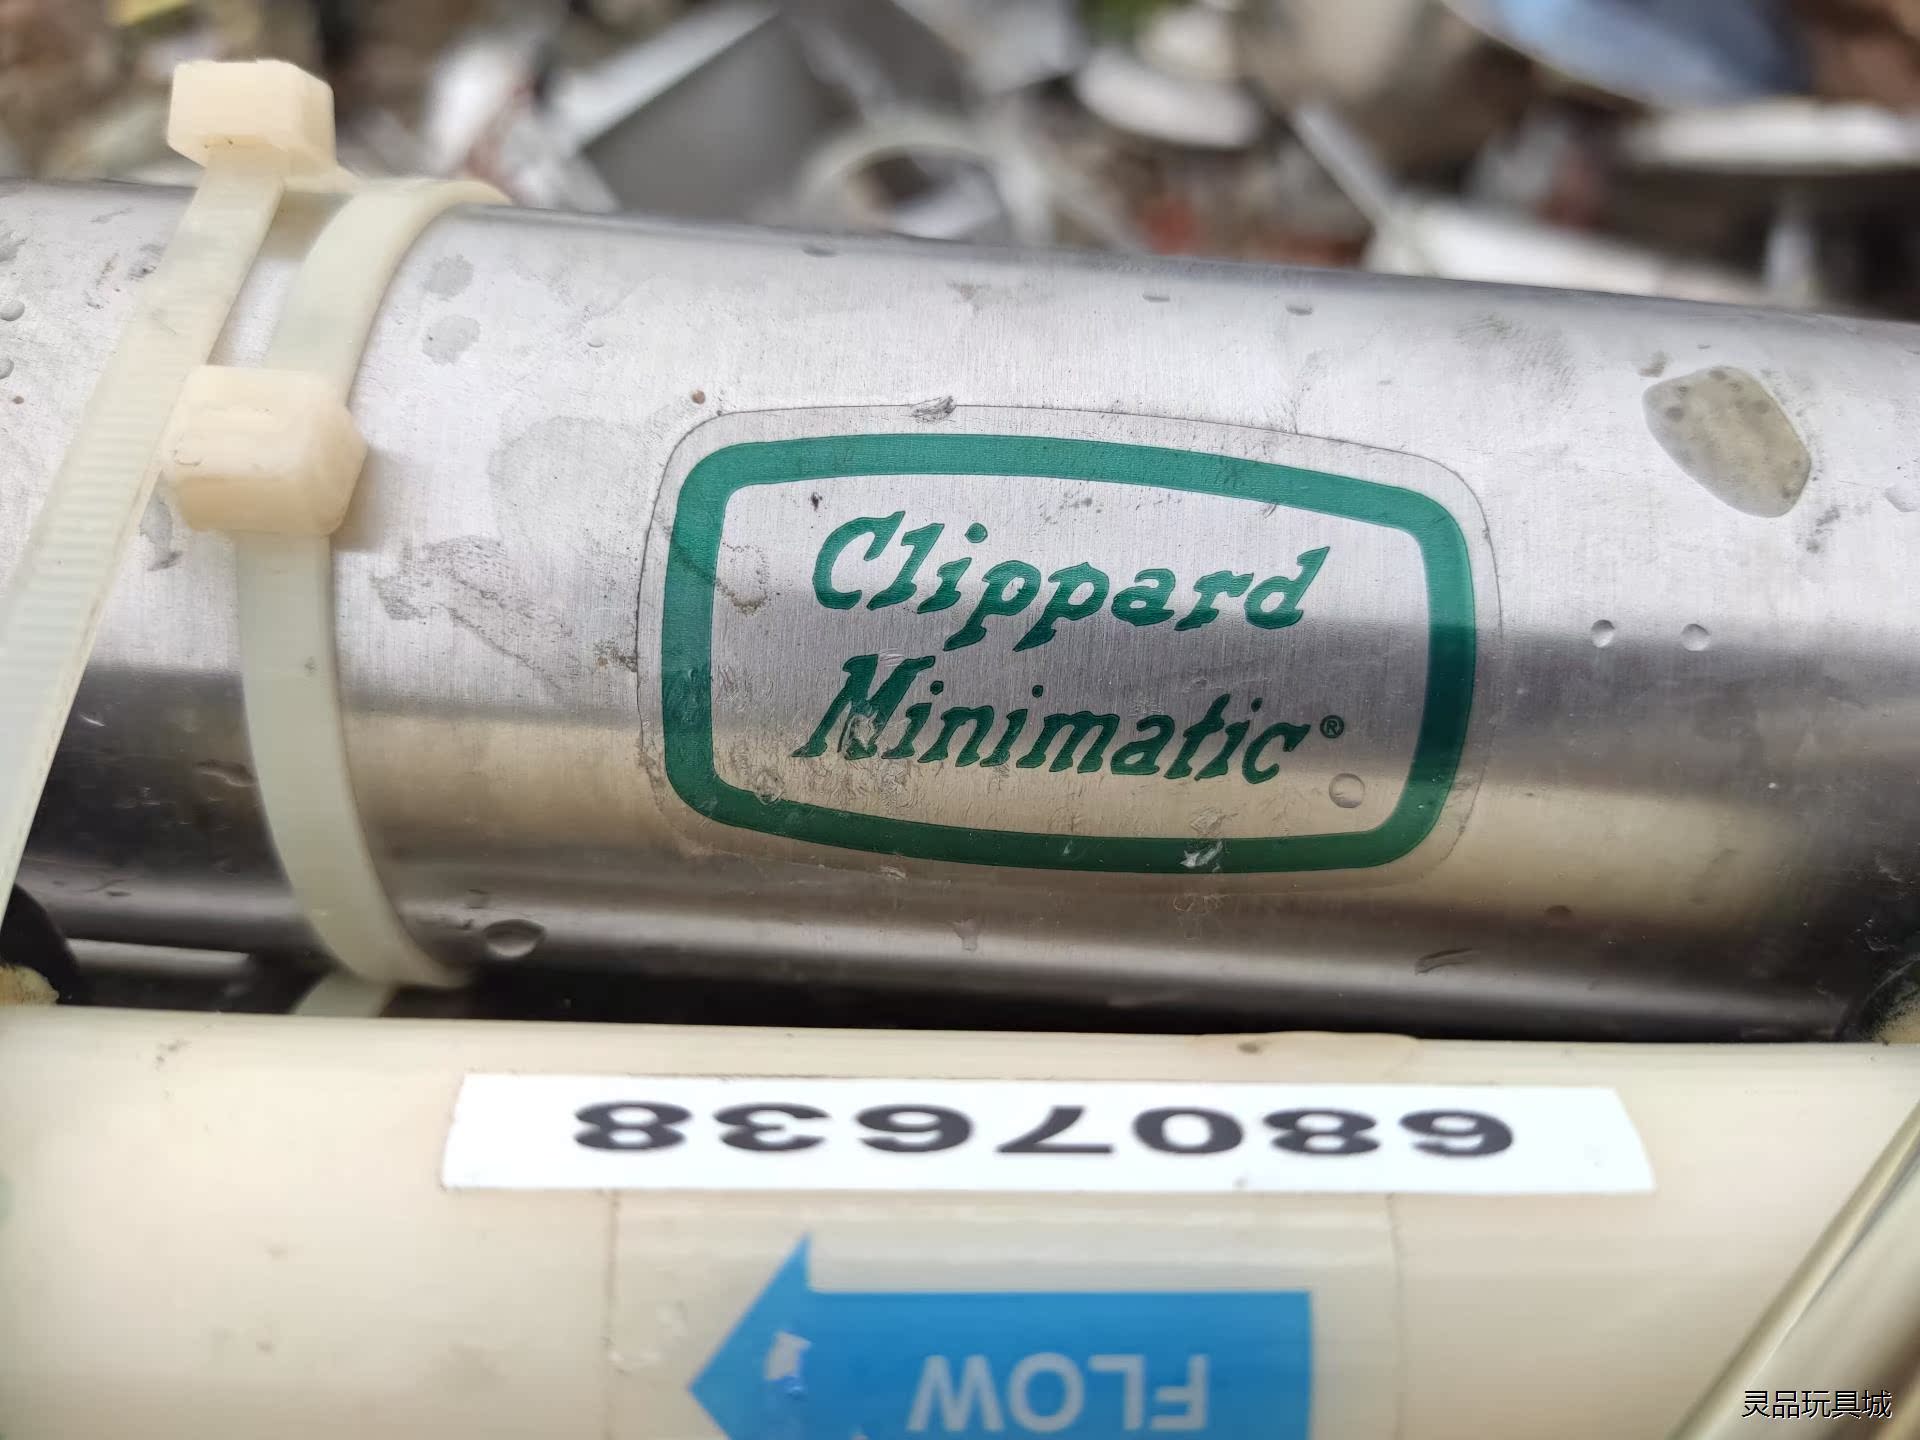 Clippard
Minimatic®
6807638
FLOW
灵品玩具城